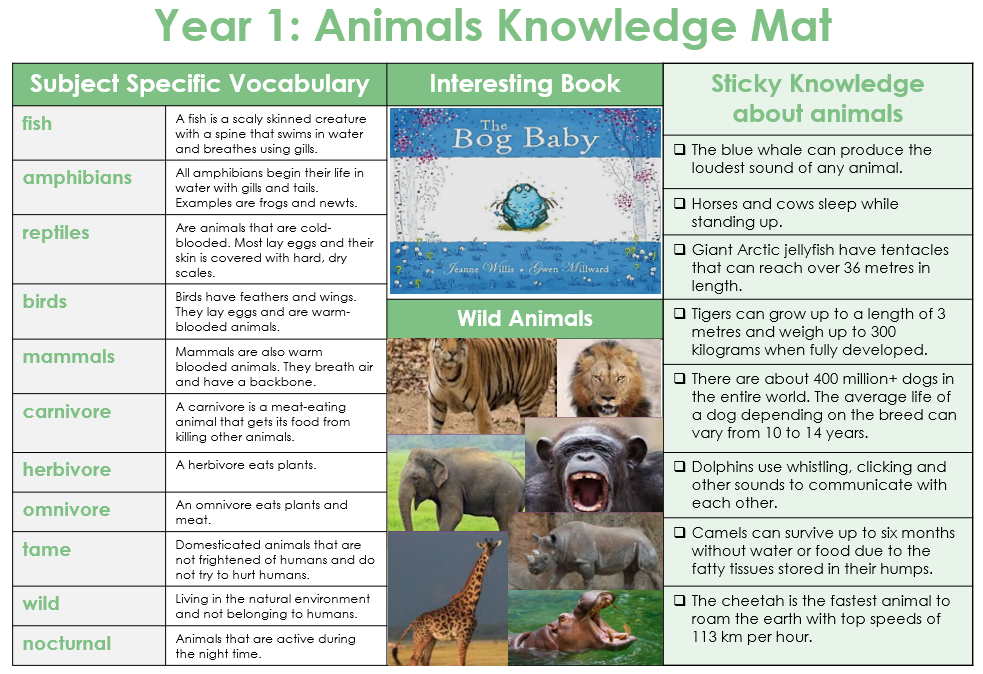 Year 1: Animals Knowledge Mat
Subject Specific Vocabulary
fish
A fish is a scaly skinned creature
with a spine that swims in water
and breathes using gills.
amphibians
All amphibians begin their life in
water with gills and tails.
Examples are frogs and newts.
reptiles
Are animals that are cold-
blooded. Most lay eggs and their
skin is covered with hard, dry
scales.
birds
Birds have feathers and wings.
They lay eggs and are warm-
blooded animals.
mammals
Mammals are also warm
blooded animals. They breath air
and have a backbone.
carnivore
A carnivore is a meat-eating
animal that gets its food from
killing other animals.
herbivore
A herbivore eats plants.
omnivore
An omnivore eats plants and
meat.
tame
Domesticated animals that are
not frightened of humans and do
not try to hurt humans.
wild
Living in the natural environment
and not belonging to humans.
nocturnal
Animals that are active during
the night time.
Interesting Book
The
Bog Baby
Jeanne Willis • Gwen Millward
Wild Animals
Sticky Knowledge
about animals
❑ The blue whale can produce the
loudest sound of any animal.
❑ Horses and cows sleep while
standing up.
❑ Giant Arctic jellyfish have tentacles
that can reach over 36 metres in
length.
❑ Tigers can grow up to a length of 3
metres and weigh up to 300
kilograms when fully developed.
❑ There are about 400 million+ dogs in
the entire world. The average life of
a dog depending on the breed can
vary from 10 to 14 years.
❑ Dolphins use whistling, clicking and
other sounds to communicate with
each other.
❑ Camels can survive up to six months
without water or food due to the
fatty tissues stored in their humps.
❑ The cheetah is the fastest animal to
roam the earth with top speeds of
113 km per hour.